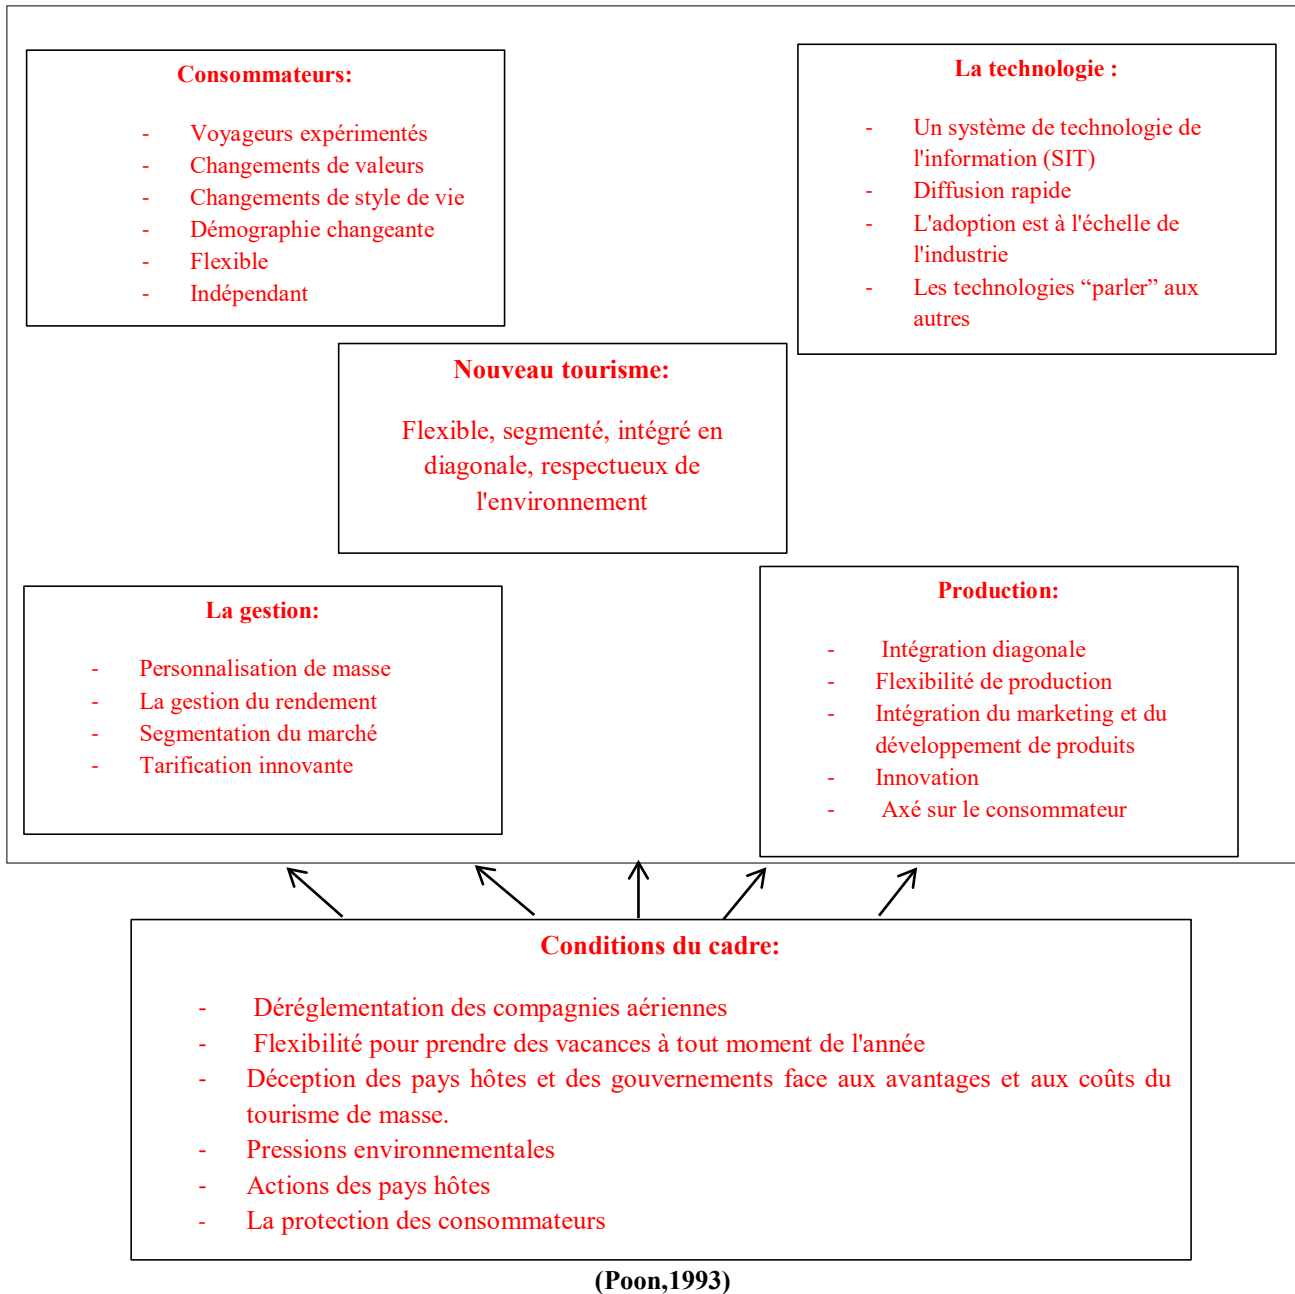 Consommateurs:
- Voyageurs expérimentés
- Changements de valeurs
- Changements de style de vie
- Démographie changeante
- Flexible
- Indépendant
La technologie :
- Un système de technologie de
l'information (SIT)
- Diffusion rapide
- L'adoption est à l'échelle de
l'industrie
- Les technologies “parler” aux
autres
Nouveau tourisme:
Flexible, segmenté, intégré en
diagonale, respectueux de
l'environnement
La gestion:
- Personnalisation de masse
- La gestion du rendement
- Segmentation du marché
- Tarification innovante
Production:
- Intégration diagonale
- Flexibilité de production
- Intégration du marketing et du
développement de produits
- Innovation
- Axé sur le consommateur
Conditions du cadre:
- Déréglementation des compagnies aériennes
- Flexibilité pour prendre des vacances à tout moment de l'année
- Déception des pays hôtes et des gouvernements face aux avantages et aux coûts du
tourisme de masse.
- Pressions environnementales
- Actions des pays hôtes
- La protection des consommateurs
(Poon,1993)